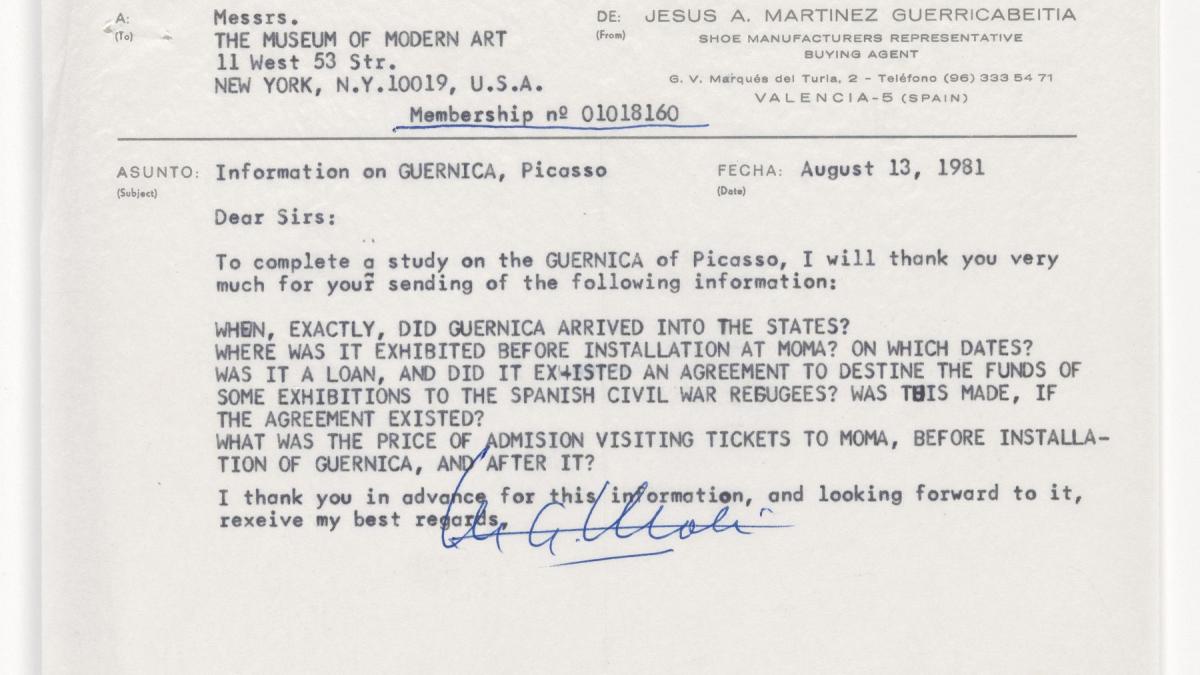 A: Messrs. DE: JESUS A. MARTINEZ GUERRICABEITIA
(To) THE MUSEUM OF MODERN ART (From) SHOE MANUFACTURERS REPRESENTATIVE
11 West 53 Str. BUYING AGENT
NEW YORK, N.Y.10019, U.S.A. G. V. Marqués del Turia, 2 - Teléfono (96) 333 54 71
VALENCIA-5 (SPAIN)
Membership nº 01018160
ASUNTO: Information on GUERNICA, Picasso FECHA: August 13, 1981
(Subject) (Date)
Dear Sirs:
To complete a study on the GUERNICA of Picasso, I will thank you very
much for your sending of the following information:
WHEN, EXACTLY, DID GUERNICA ARRIVED INTO THE STATES?
WHERE WAS IT EXHIBITED BEFORE INSTALLATION AT MOMA? ON WHICH DATES?
WAS IT A LOAN, AND DID IT EXISTED AN AGREEMENT TO DESTINE THE FUNDS OF
SOME EXHIBITIONS TO THE SPANISH CIVIL WAR REGUGEES? WAS THIS MADE, IF
THE AGREEMENT EXISTED?
WHAT WAS THE PRICE OF ADMISION VISITING TICKETS TO MOMA, BEFORE INSTALLA-
TION OF GUERNICA, AND AFTER IT?
I thank you in advance for this information, and looking forward to it,
rexeive my best regards,